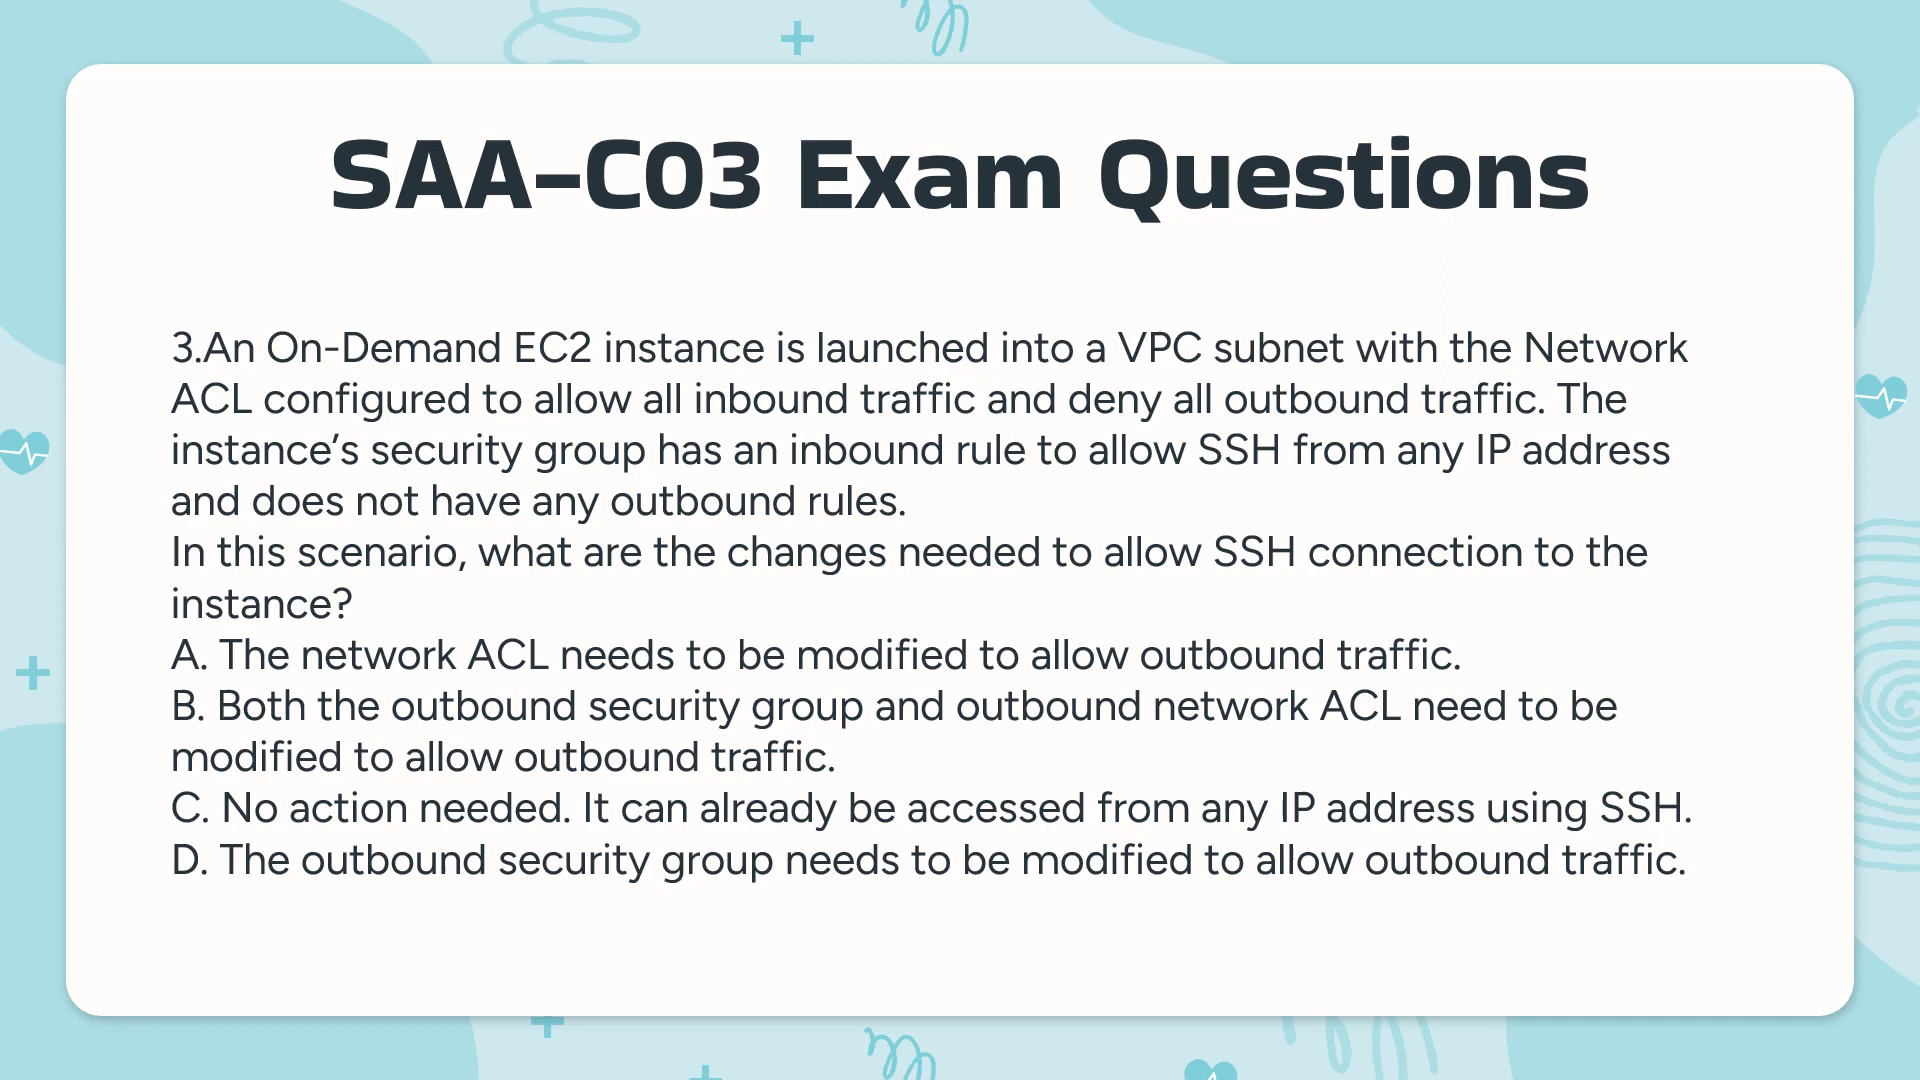 SAA-C03 Exam Questions
3.An On-Demand EC2 instance is launched into a VPC subnet with the Network
ACL configured to allow all inbound traffic and deny all outbound traffic. The
instance’s security group has an inbound rule to allow SSH from any IP address
and does not have any outbound rules.
In this scenario, what are the changes needed to allow SSH connection to the
instance?
A. The network ACL needs to be modified to allow outbound traffic.
B. Both the outbound security group and outbound network ACL need to be
modified to allow outbound traffic.
C. No action needed. It can already be accessed from any IP address using SSH.
D. The outbound security group needs to be modified to allow outbound traffic.